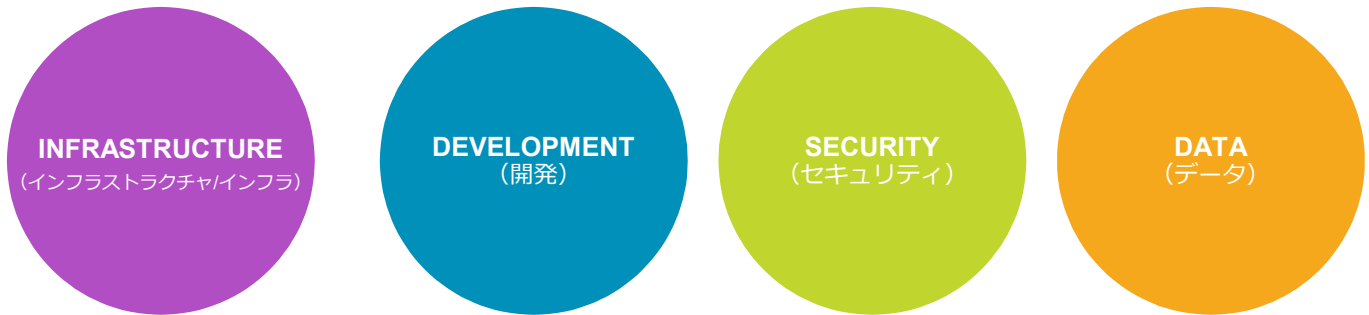 INFRASTRUCTURE
（インフラストラクチャ/インフラ）
DEVELOPMENT
（開発）
SECURITY
（セキュリティ）
DATA
（データ）